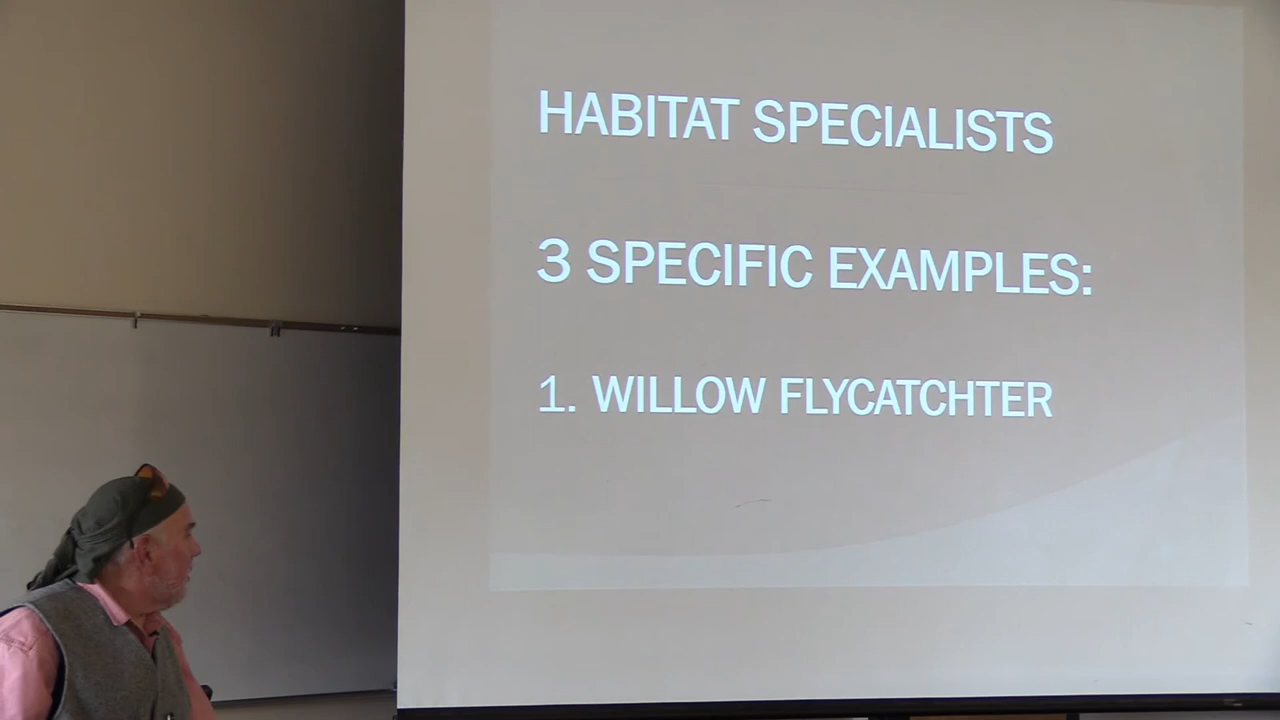 HABITAT SPECIALISTS
3 SPECIFIC EXAMPLES:
1. WILLOW FLYCATCHTER